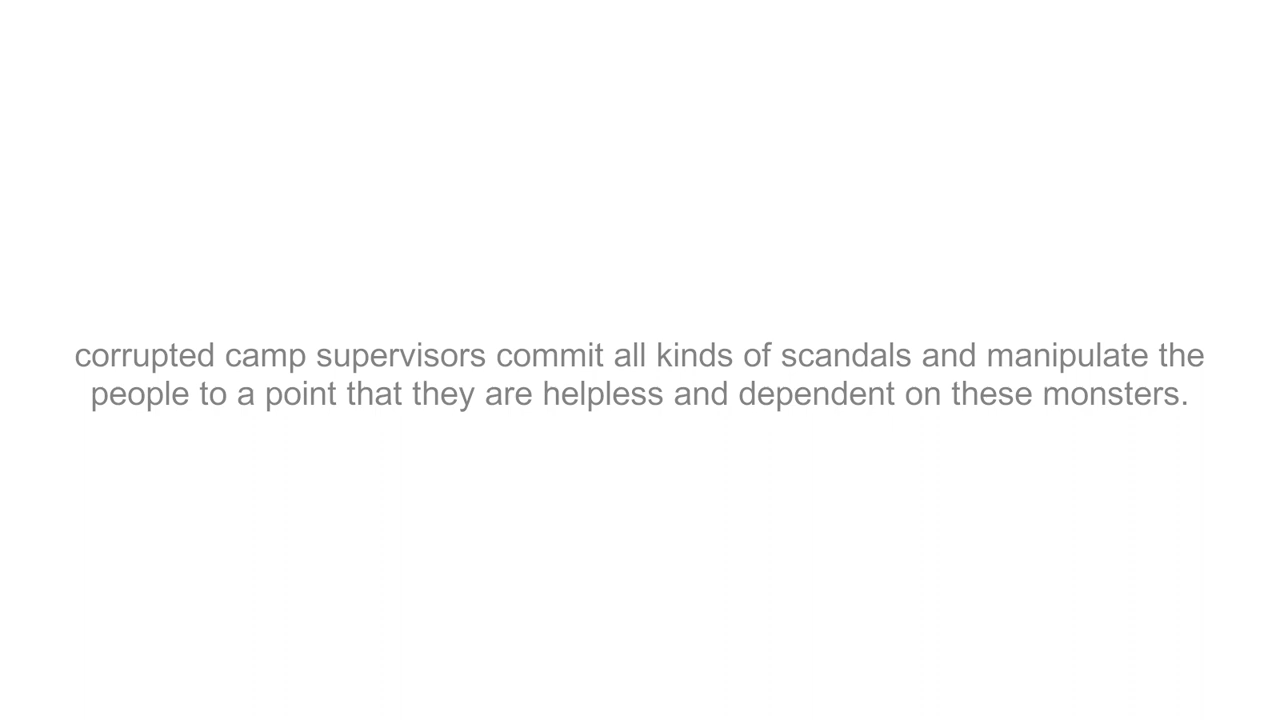 corrupted camp supervisors commit all kinds of scandals and manipulate the
people to a point that they are helpless and dependent on these monsters.